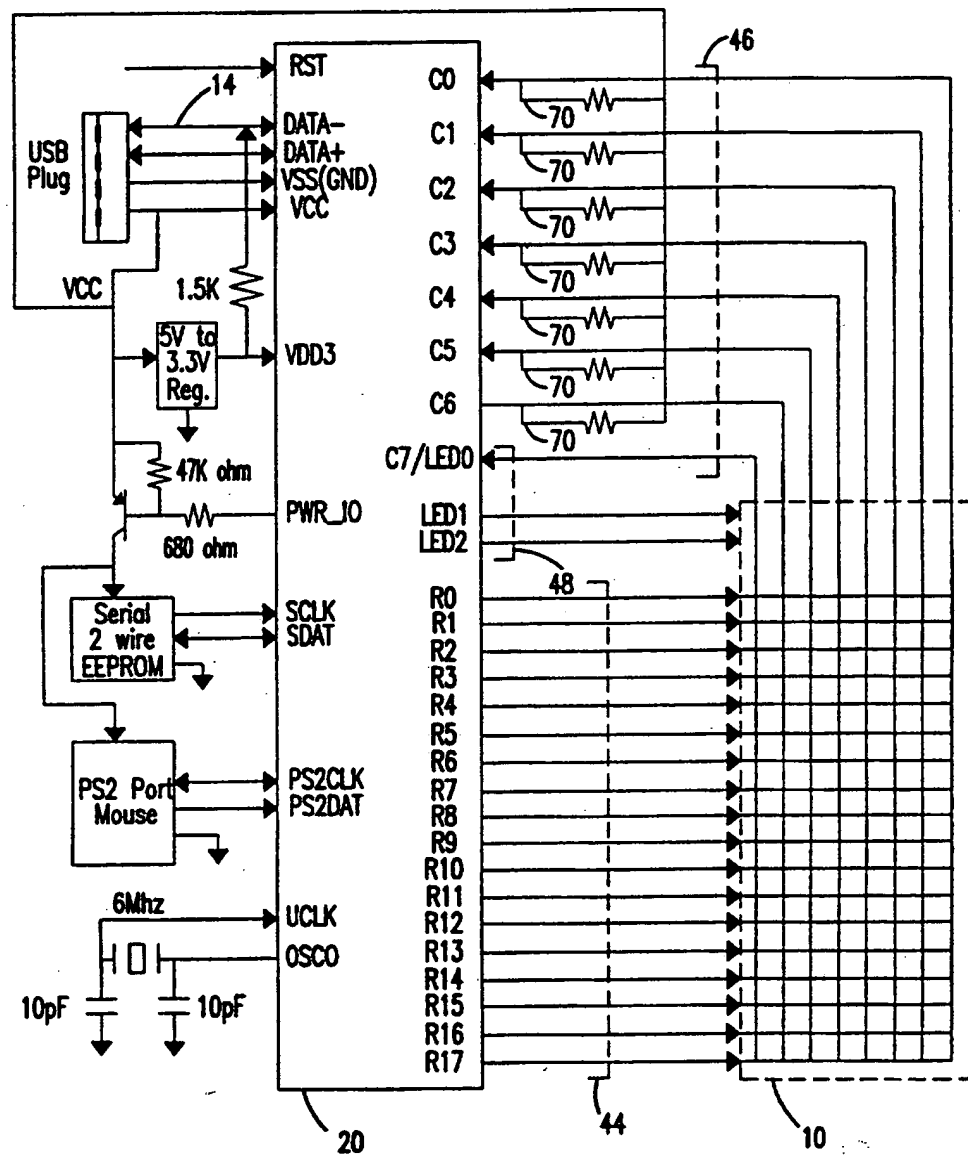 46
RST
C0
14
70
DATA-
C1
USB
Plug
DATA+
70
VSS(GND)
C2
VCC
70
C3
VCC
1.5K
70
C4
5V to
3.3V
Reg.
VDD3
70
C5
70
C6
70
C7/LED0
47K ohm
PWR_IO
LED1
680 ohm
LED2
48
Serial
2 wire
EEPROM
SCLK
SDAT
R0
R1
R2
R3
R4
R5
R6
PS2 Port
Mouse
PS2CLK
PS2DAT
R7
R8
R9
R10
R11
6Mhz
UCLK
R12
OSCO
R13
R14
10pF
10pF
R15
R16
R17
20
44
10